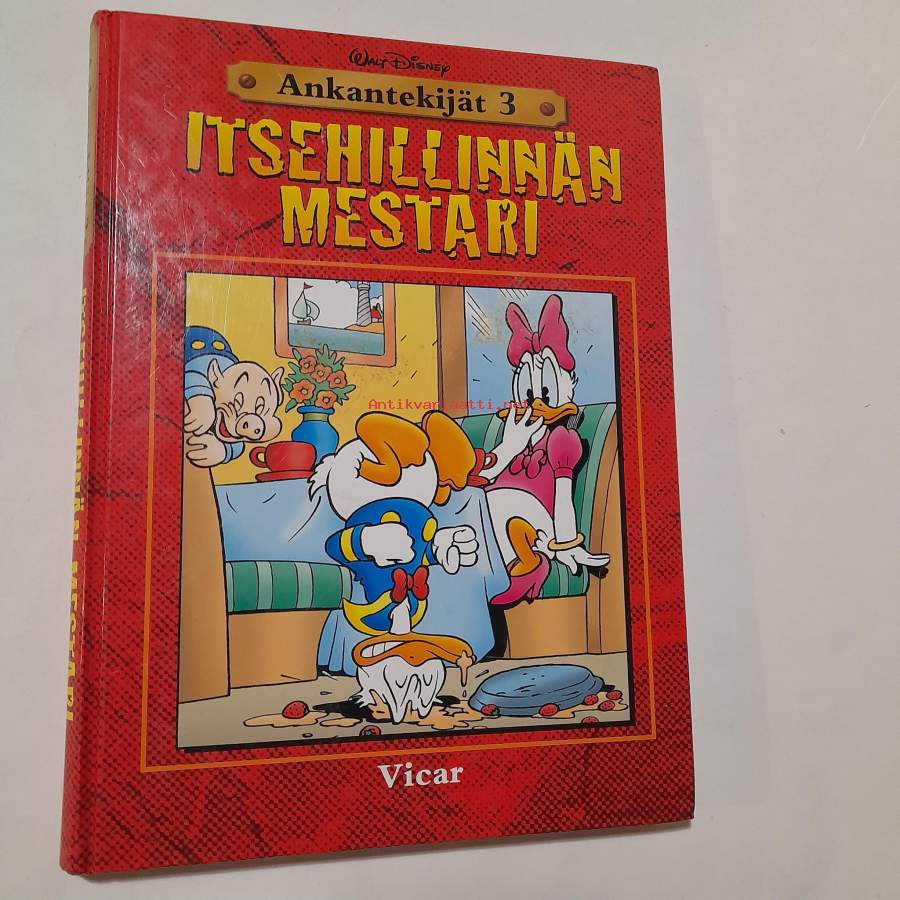 WALT DISNEY
Ankantekijät 3
ITSEHILLINNÄN
MESTARI
Antikvariaatti.net
Vicar
ITSEHILLINNÄN MESTARI